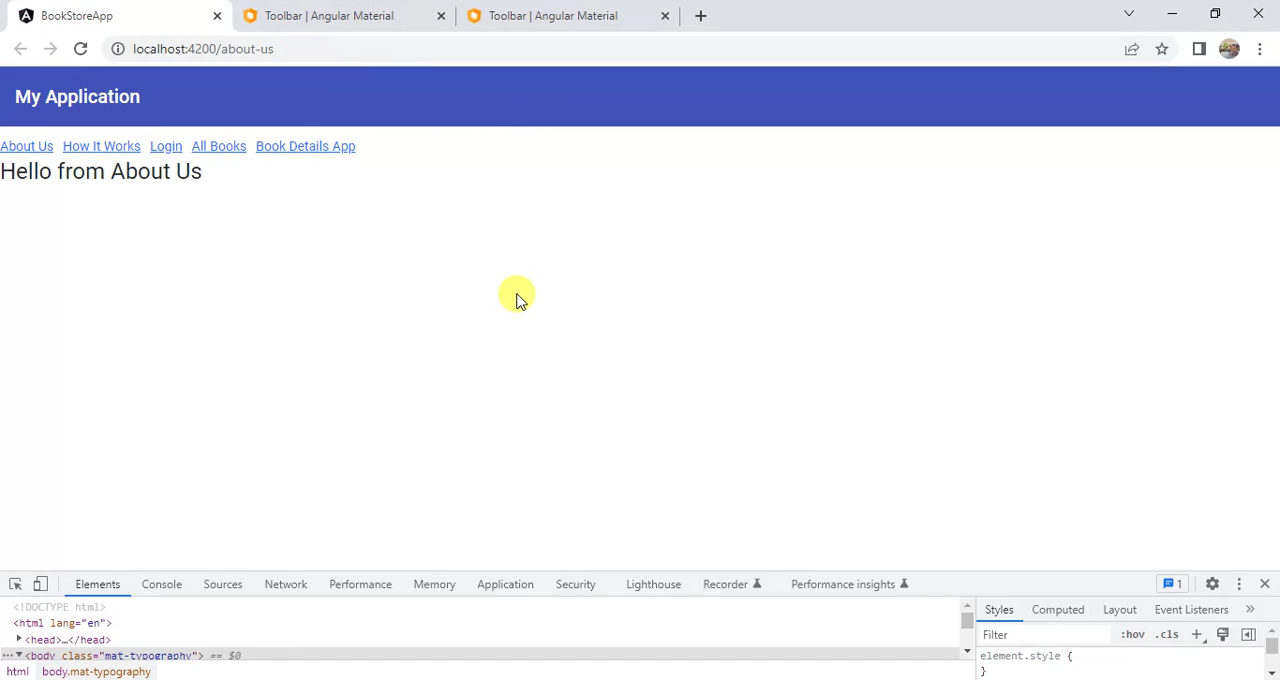 BookStoreApp
Toolbar | Angular Material
Toolbar | Angular Material
localhost:4200/about-us
My Application
About Us How It Works Login All Books Book Details App
Hello from About Us
Elements Console Sources Network Performance Memory Application Security Lighthouse Recorder Performance insights 1
<!DOCTYPE html>
<html lang="en">
<head>…</head>
<body class="mat-typography"> == $0
html body.mat-typography
Styles Computed Layout Event Listeners »
Filter :hov .cls +
element.style {
}